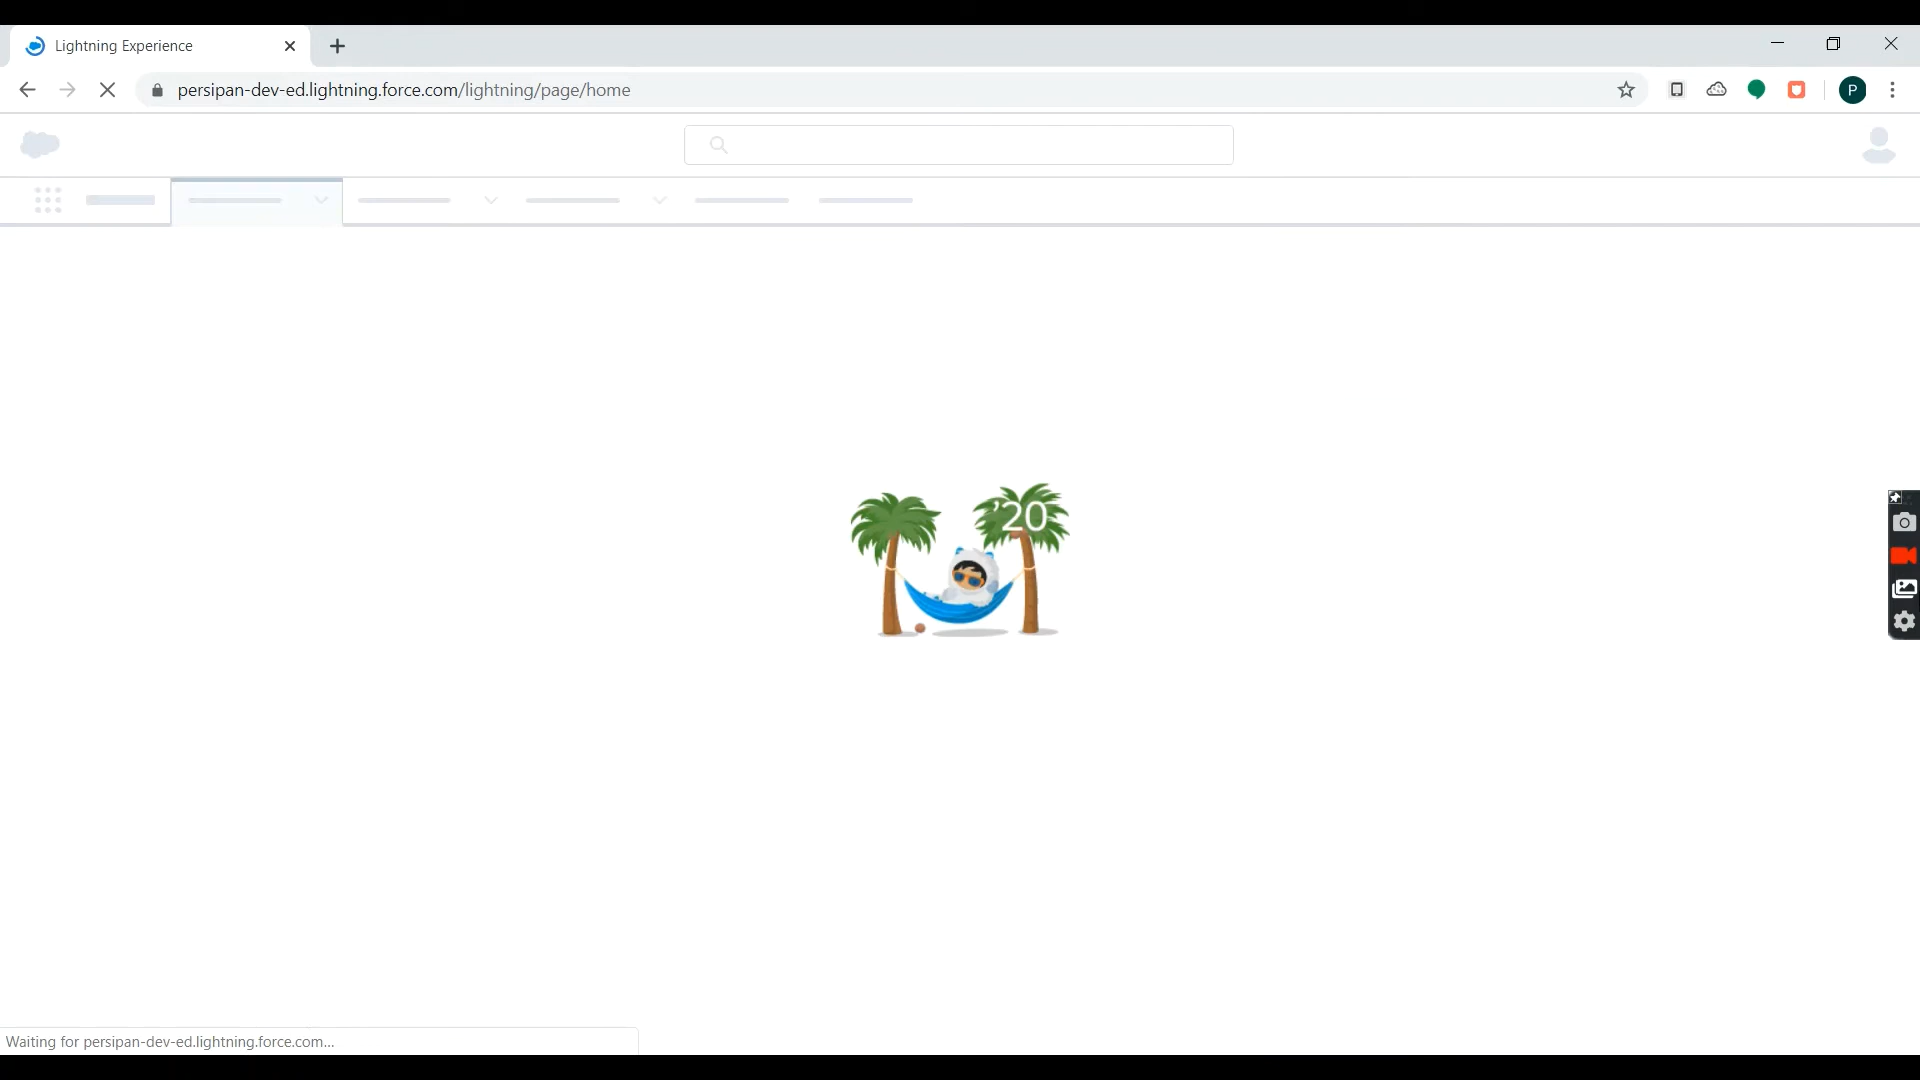 Lightning Experience
persipan-dev-ed.lightning.force.com/lightning/page/home
P
'20
Waiting for persipan-dev-ed.lightning.force.com...